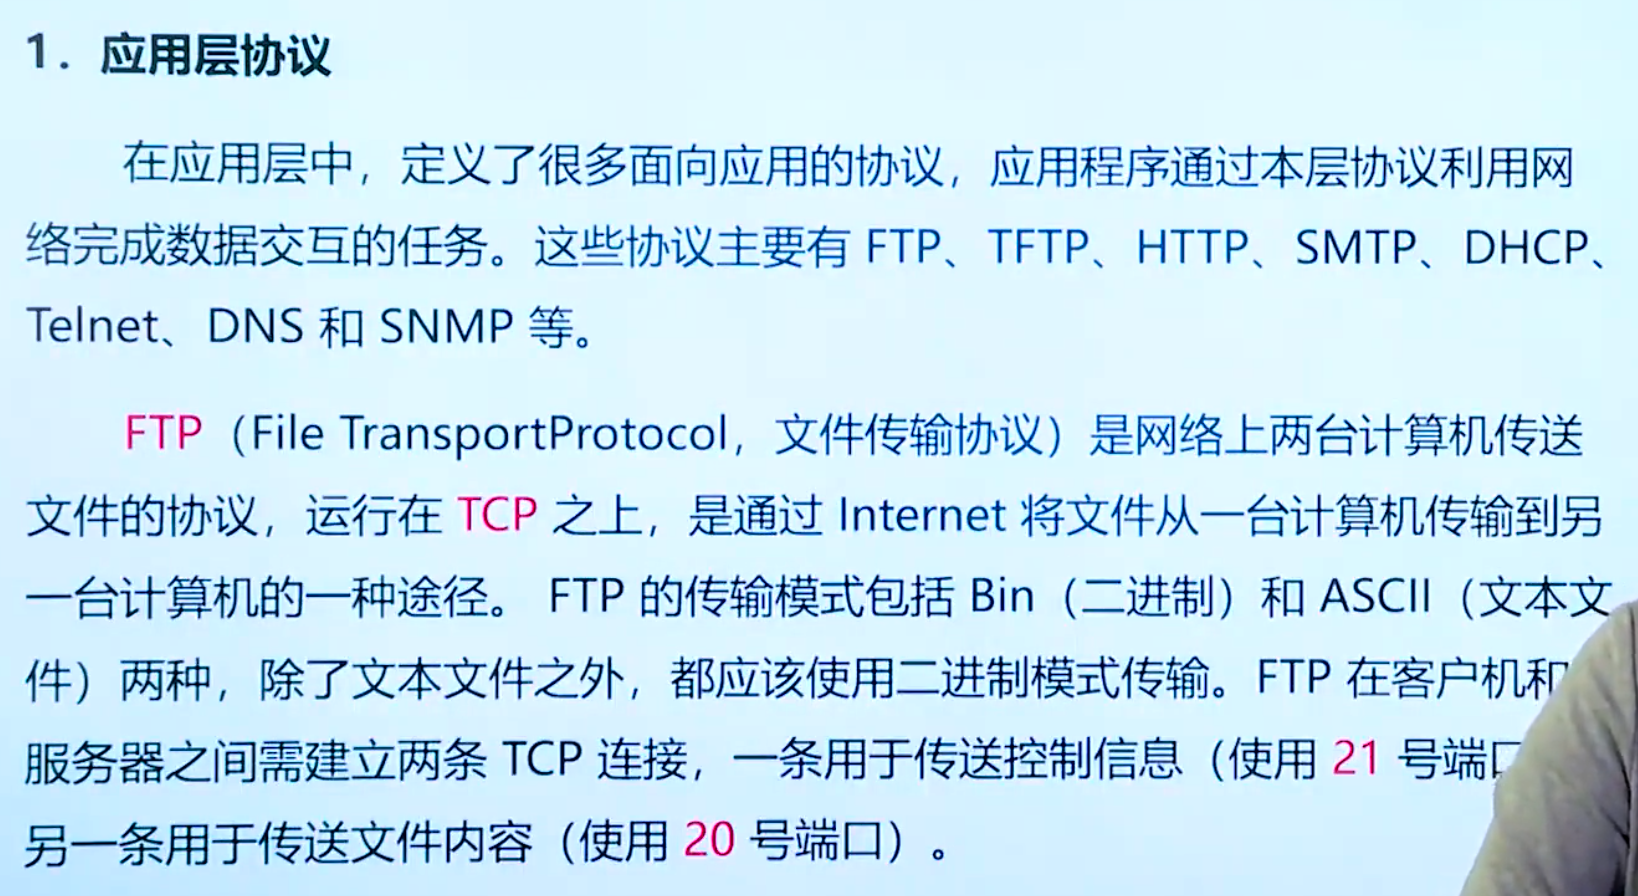 1. 应用层协议
在应用层中，定义了很多面向应用的协议，应用程序通过本层协议利用网
络完成数据交互的任务。这些协议主要有 FTP、TFTP、HTTP、SMTP、DHCP、
Telnet、DNS 和 SNMP 等。
FTP（File TransportProtocol，文件传输协议）是网络上两台计算机传送
文件的协议，运行在 TCP 之上，是通过 Internet 将文件从一台计算机传输到另
一台计算机的一种途径。 FTP 的传输模式包括 Bin（二进制）和 ASCII（文本文
件）两种，除了文本文件之外，都应该使用二进制模式传输。FTP 在客户机和
服务器之间需建立两条 TCP 连接，一条用于传送控制信息（使用 21 号端口
另一条用于传送文件内容（使用 20 号端口）。